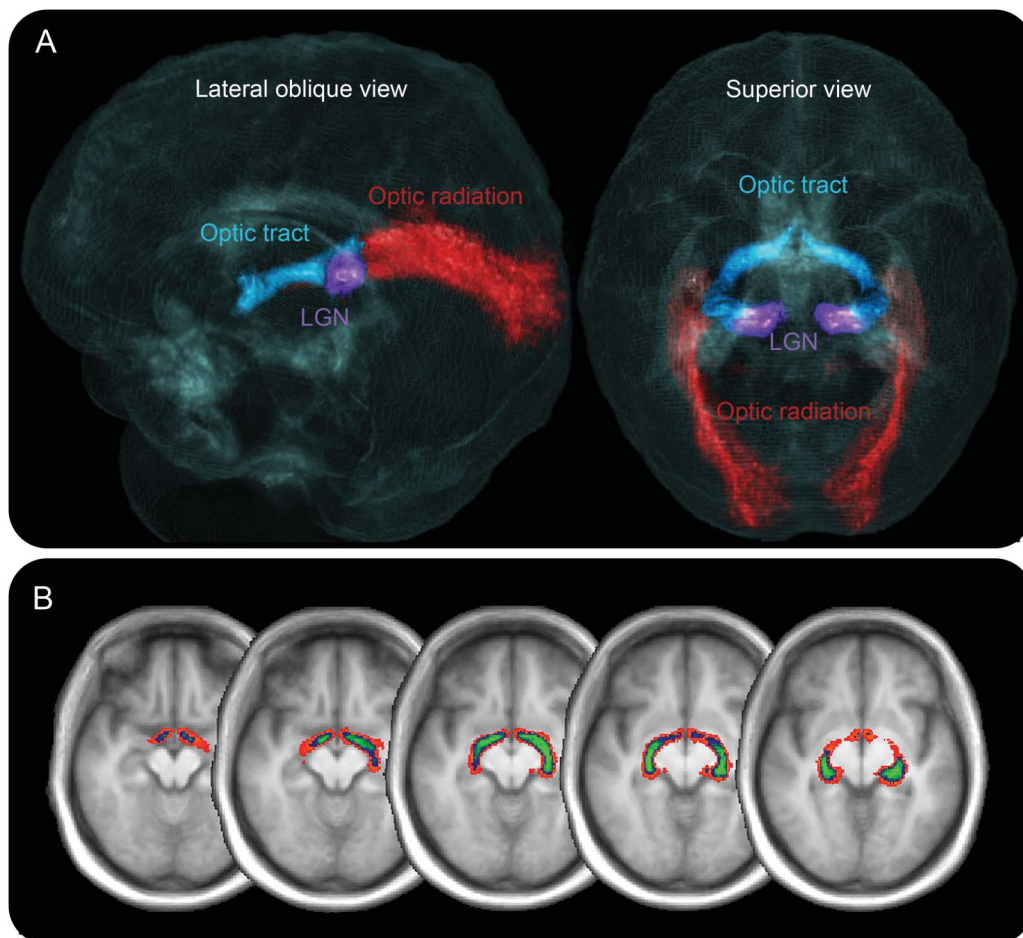 A
Lateral oblique view
Superior view
Optic radiation
Optic tract
LGN
Optic tract
LGN
Optic radiation
B